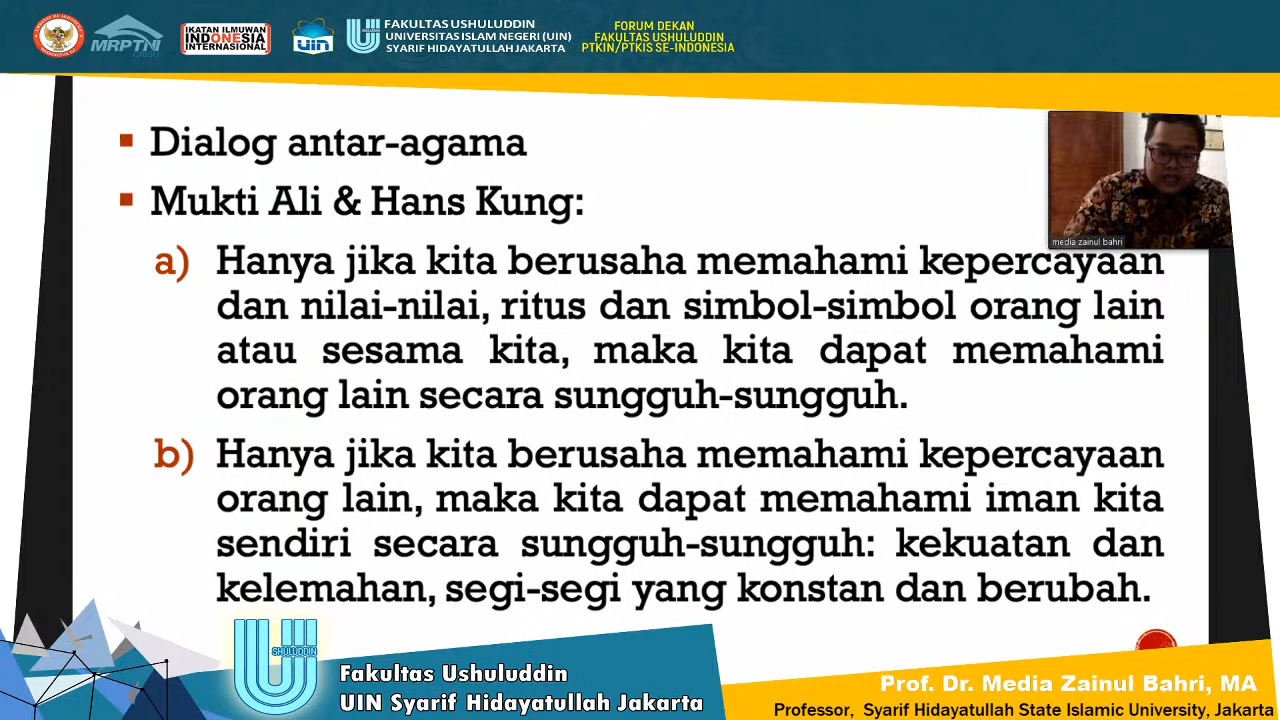 MRPTNI
IKATAN ILMUWAN
INDONESIA
INTERNASIONAL
uin
USHULUDDIN
FAKULTAS USHULUDDIN
UNIVERSITAS ISLAM NEGERI (UIN)
SYARIF HIDAYATULLAH JAKARTA
FORUM DEKAN
FAKULTAS USHULUDDIN
PTKIN/PTKIS SE-INDONESIA
Dialog antar-agama
Mukti Ali & Hans Kung:
a) Hanya jika kita berusaha memahami kepercayaan
dan nilai-nilai, ritus dan simbol-simbol orang lain
atau sesama kita, maka kita dapat memahami
orang lain secara sungguh-sungguh.
b) Hanya jika kita berusaha memahami kepercayaan
orang lain, maka kita dapat memahami iman kita
sendiri secara sungguh-sungguh: kekuatan dan
kelemahan, segi-segi yang konstan dan berubah.
media zainul bahri
USHULUDDIN
Fakultas Ushuluddin
UIN Syarif Hidayatullah Jakarta
Prof. Dr. Media Zainul Bahri, MA
Professor, Syarif Hidayatullah State Islamic University, Jakarta